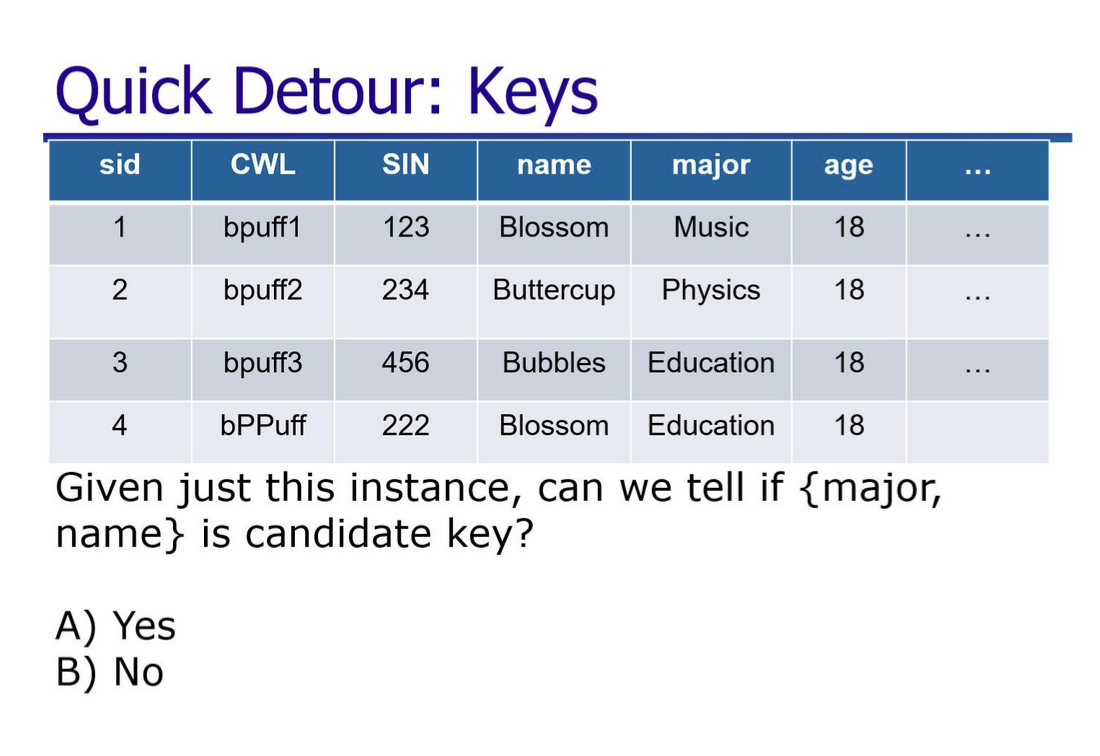 Quick Detour: Keys
sid CWL SIN name major age ...
1 bpuff1 123 Blossom Music 18 ...
2 bpuff2 234 Buttercup Physics 18 ...
3 bpuff3 456 Bubbles Education 18 ...
4 bPPuff 222 Blossom Education 18
Given just this instance, can we tell if {major,
name} is candidate key?
A) Yes
B) No